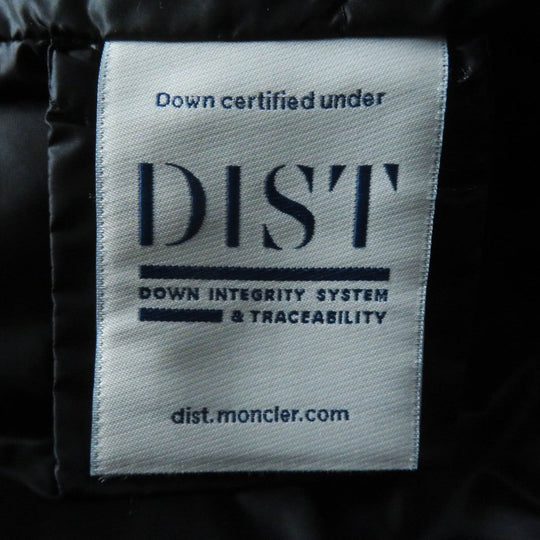 Down certified under
DIST
DOWN INTEGRITY SYSTEM
& TRACEABILITY
dist.moncler.com